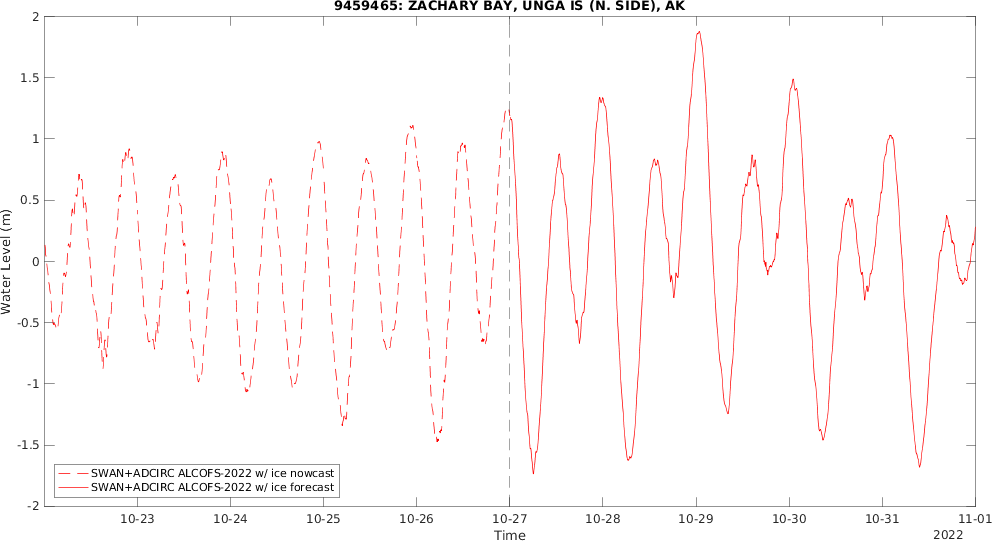 9459465: ZACHARY BAY, UNGA IS (N. SIDE), AK
2
1.5
1
0.5
0
-0.5
-1
-1.5
-2
Water Level (m)
SWAN+ADCIRC ALCOFS-2022 w/ ice nowcast
SWAN+ADCIRC ALCOFS-2022 w/ ice forecast
10-23 10-24 10-25 10-26 10-27 10-28 10-29 10-30 10-31 11-01
Time
2022